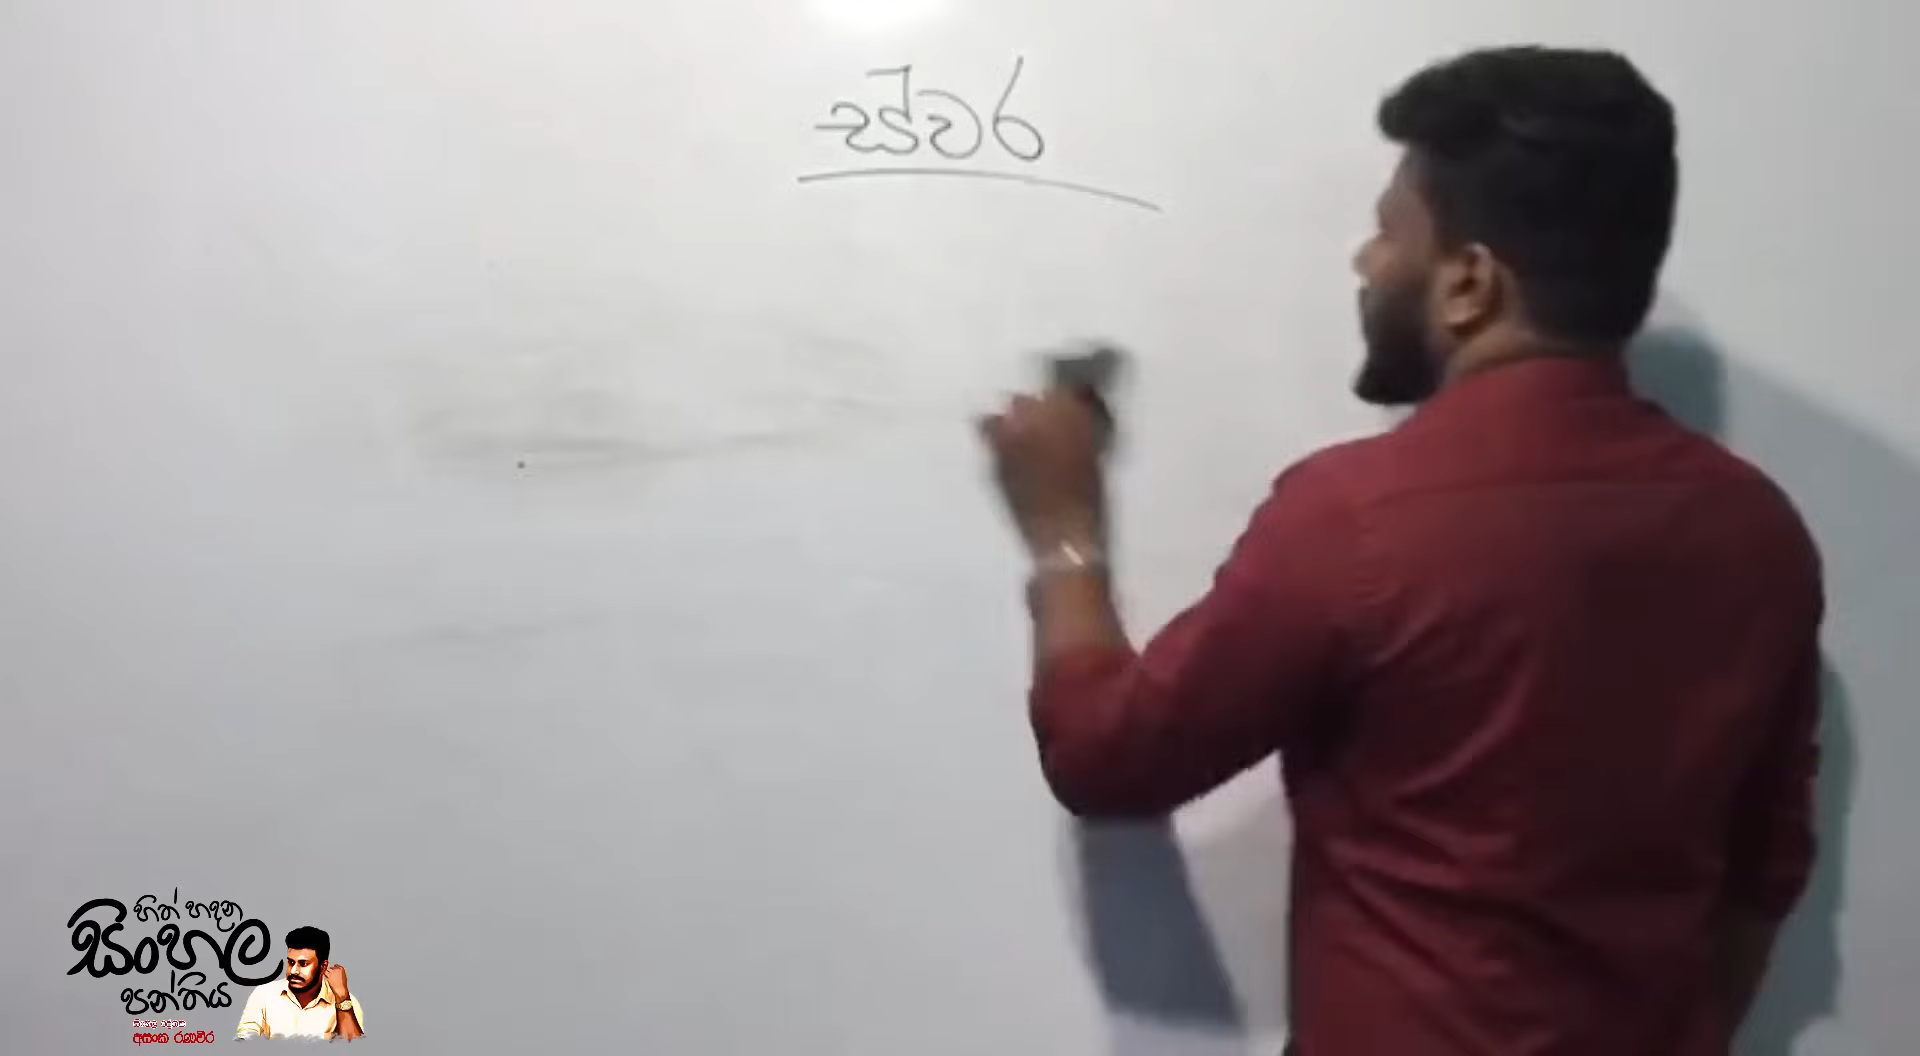 ස්වර
හිත් හදන
සිංහල
පන්තිය
අසංක රණවීර